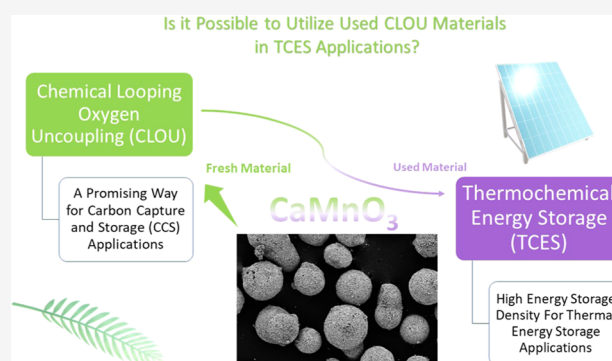 Is it Possible to Utilize Used CLOU Materials
in TCES Applications?
Chemical Looping
Oxygen
Uncoupling (CLOU)
Fresh Material
Used Material
A Promising Way
for Carbon Capture
and Storage (CCS)
Applications
CaMnO₃
Thermochemical
Energy Storage
(TCES)
High Energy Storage
Density For Therma
Energy Storage
Applications